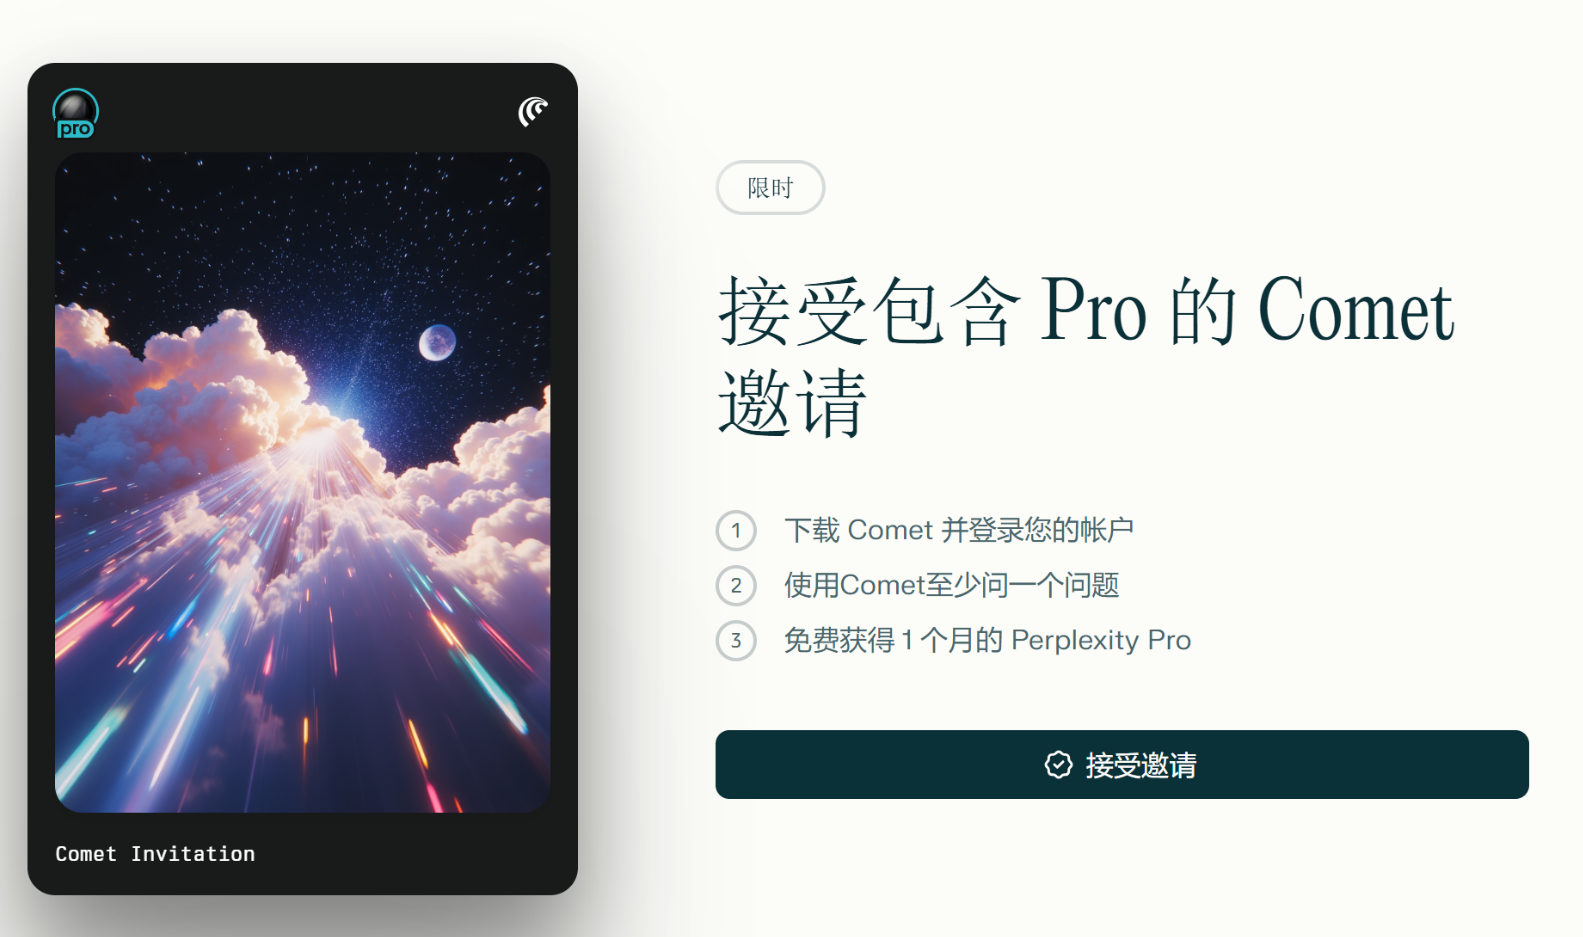 pro
Comet Invitation
限时
接受包含 Pro 的 Comet
邀请
1 下载 Comet 并登录您的帐户
2 使用Comet至少问一个问题
3 免费获得 1 个月的 Perplexity Pro
接受邀请